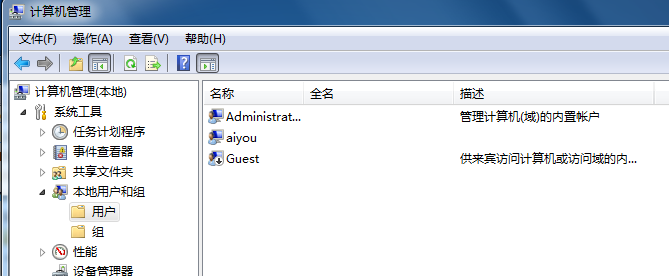 计算机管理
文件(F) 操作(A) 查看(V) 帮助(H)
计算机管理(本地)
系统工具
任务计划程序
事件查看器
共享文件夹
本地用户和组
用户
组
性能
设备管理器
名称 全名 描述
Administrat... 管理计算机(域)的内置帐户
aiyou
Guest 供来宾访问计算机或访问域的内...